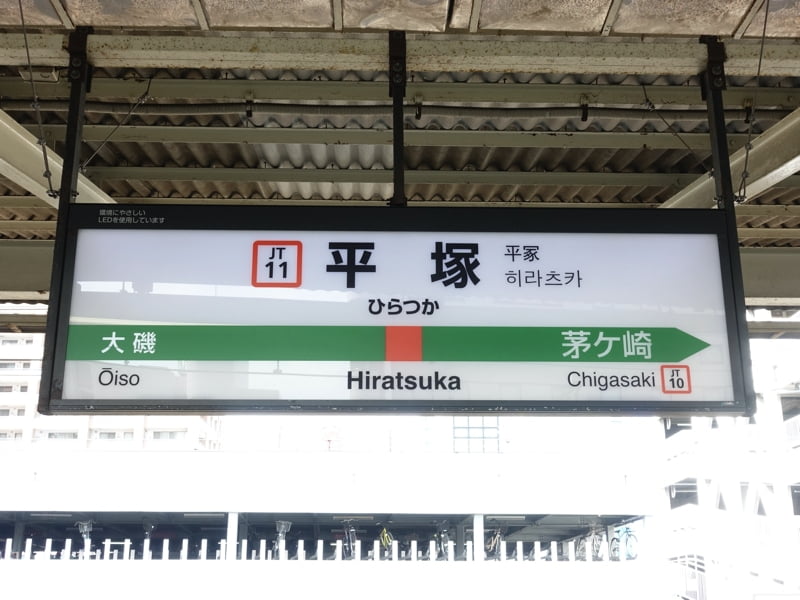 環境にやさしい
LEDを使用しています
JT
11
平塚
平冢
히라츠카
ひらつか
大磯
茅ケ崎
Ōiso
Hiratsuka
Chigasaki
JT
10